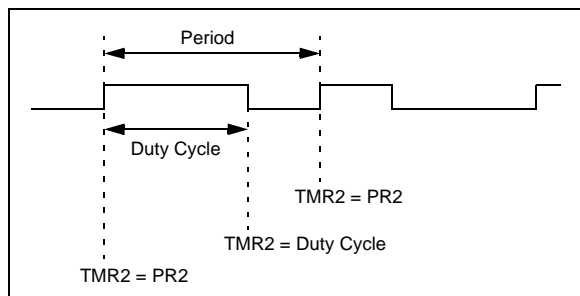 Period
Duty Cycle
TMR2 = PR2
TMR2 = Duty Cycle
TMR2 = PR2